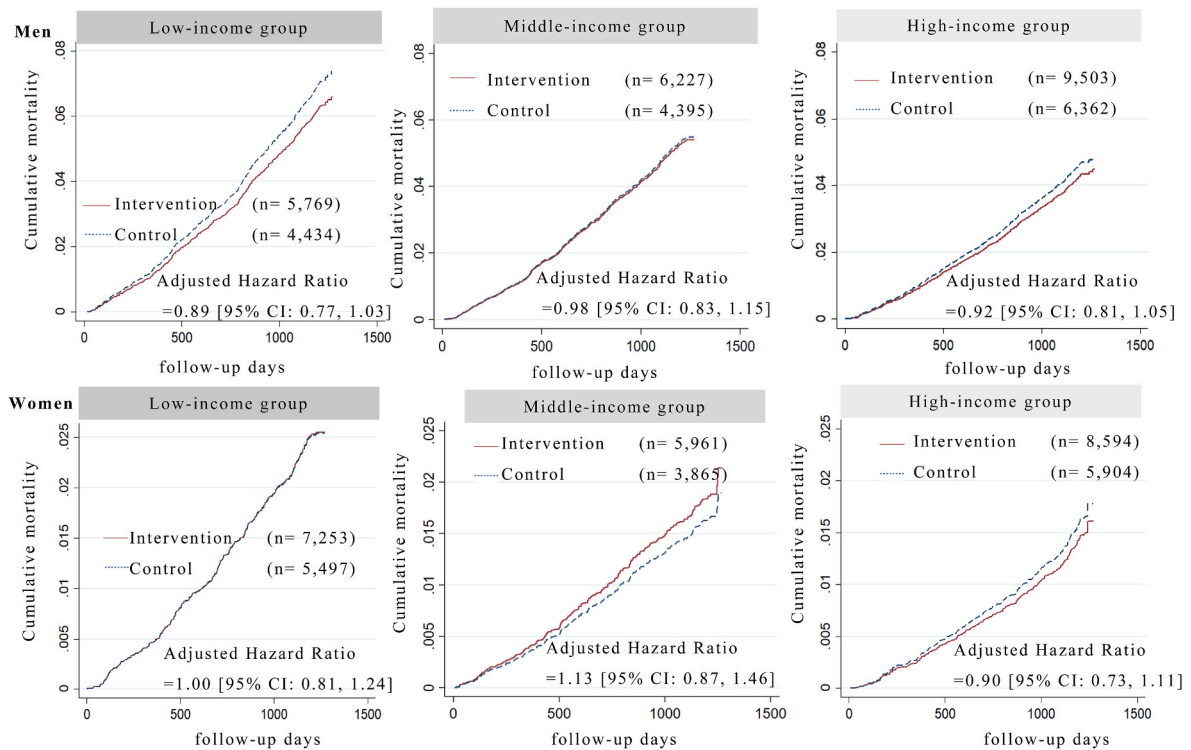 Men
Low-income group
Cumulative mortality
.08
.06
.04
.02
0
Intervention (n= 5,769)
Control (n= 4,434)
Adjusted Hazard Ratio
=0.89 [95% CI: 0.77, 1.03]
0 500 1000 1500
follow-up days
Middle-income group
Cumulative mortality
.08
.06
.04
.02
0
Intervention (n= 6,227)
Control (n= 4,395)
Adjusted Hazard Ratio
=0.98 [95% CI: 0.83, 1.15]
0 500 1000 1500
follow-up days
High-income group
Cumulative mortality
.08
.06
.04
.02
0
Intervention (n= 9,503)
Control (n= 6,362)
Adjusted Hazard Ratio
=0.92 [95% CI: 0.81, 1.05]
0 500 1000 1500
follow-up days
Women
Low-income group
Cumulative mortality
.025
.02
.015
.01
.005
0
Intervention (n= 7,253)
Control (n= 5,497)
Adjusted Hazard Ratio
=1.00 [95% CI: 0.81, 1.24]
0 500 1000 1500
follow-up days
Middle-income group
Cumulative mortality
.025
.02
.015
.01
.005
0
Intervention (n= 5,961)
Control (n= 3,865)
Adjusted Hazard Ratio
=1.13 [95% CI: 0.87, 1.46]
0 500 1000 1500
follow-up days
High-income group
Cumulative mortality
.025
.02
.015
.01
.005
0
Intervention (n= 8,594)
Control (n= 5,904)
Adjusted Hazard Ratio
=0.90 [95% CI: 0.73, 1.11]
0 500 1000 1500
follow-up days